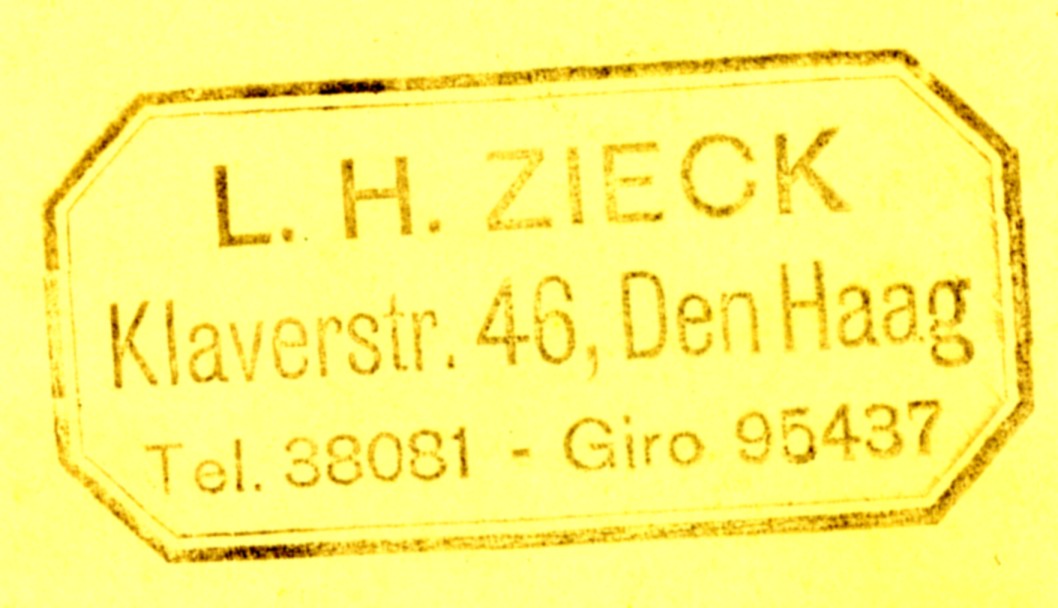 L. H. ZIECK
Klaverstr. 46, Den Haag
Tel. 38081 - Giro 95437